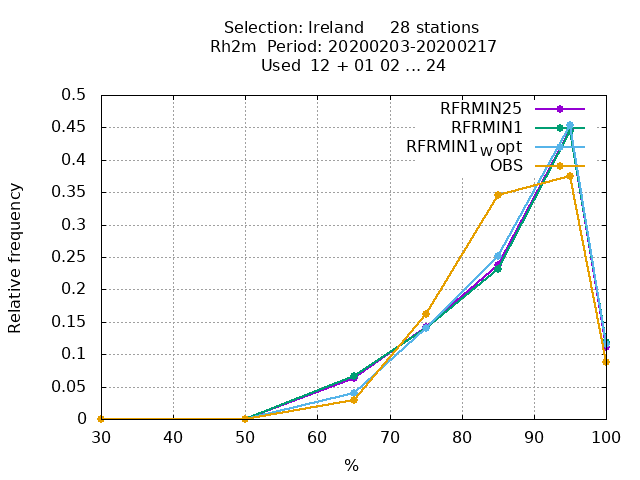 Selection: Ireland 28 stations
Rh2m Period: 20200203-20200217
Used 12 + 01 02 ... 24
Relative frequency
0.5
0.45
0.4
0.35
0.3
0.25
0.2
0.15
0.1
0.05
0
RFRMIN25
RFRMIN1
RFRMIN1W opt
OBS
30 40 50 60 70 80 90 100
%